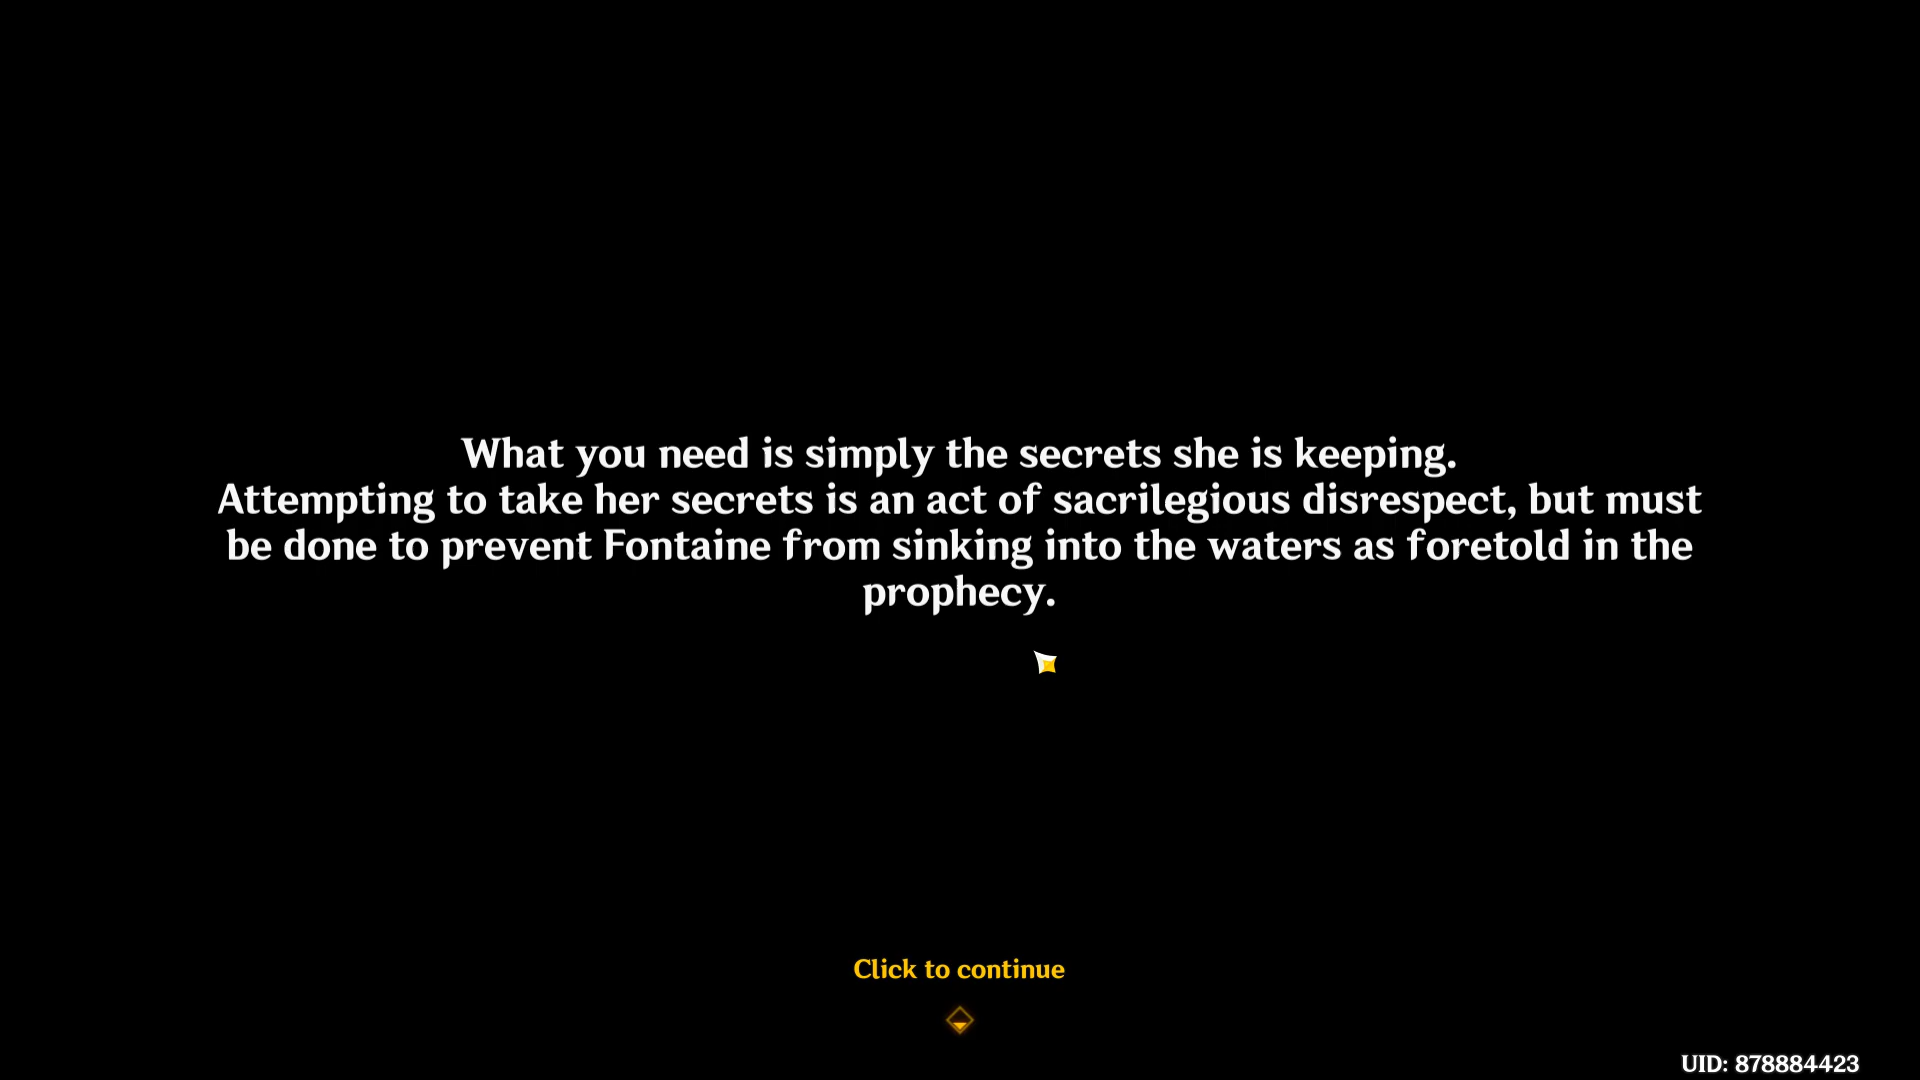 What you need is simply the secrets she is keeping.
Attempting to take her secrets is an act of sacrilegious disrespect, but must
be done to prevent Fontaine from sinking into the waters as foretold in the
prophecy.
Click to continue
UID: 878884423